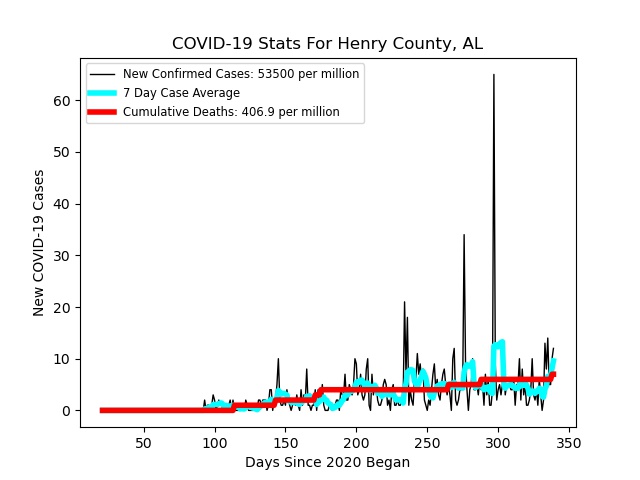 COVID-19 Stats For Henry County, AL
New Confirmed Cases: 53500 per million
7 Day Case Average
Cumulative Deaths: 406.9 per million
New COVID-19 Cases
60
50
40
30
20
10
0
50 100 150 200 250 300 350
Days Since 2020 Began